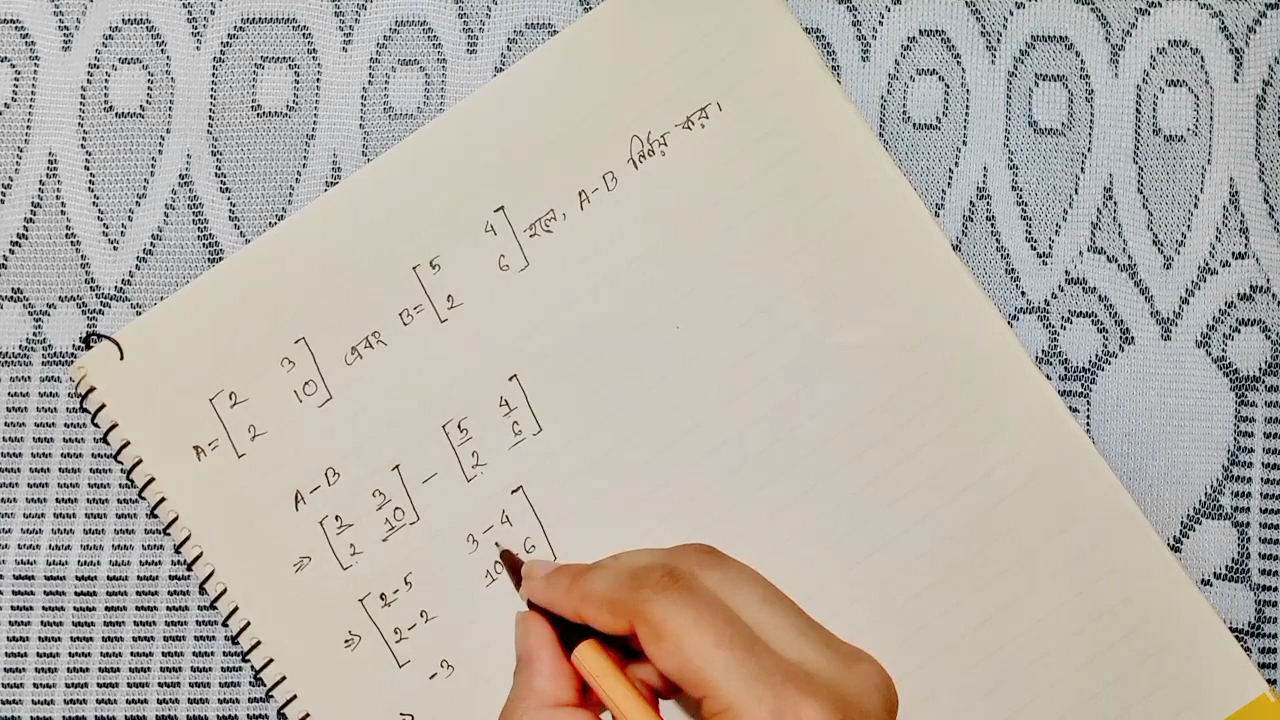 A = [2 3
2 10] এবং B = [5 4
2 6] হলে, A-B নির্ণয় কর।
A-B
⇒ [2 3
2 10] - [5 4
2 6]
⇒ [2-5 3-4
2-2 10-6]
-3